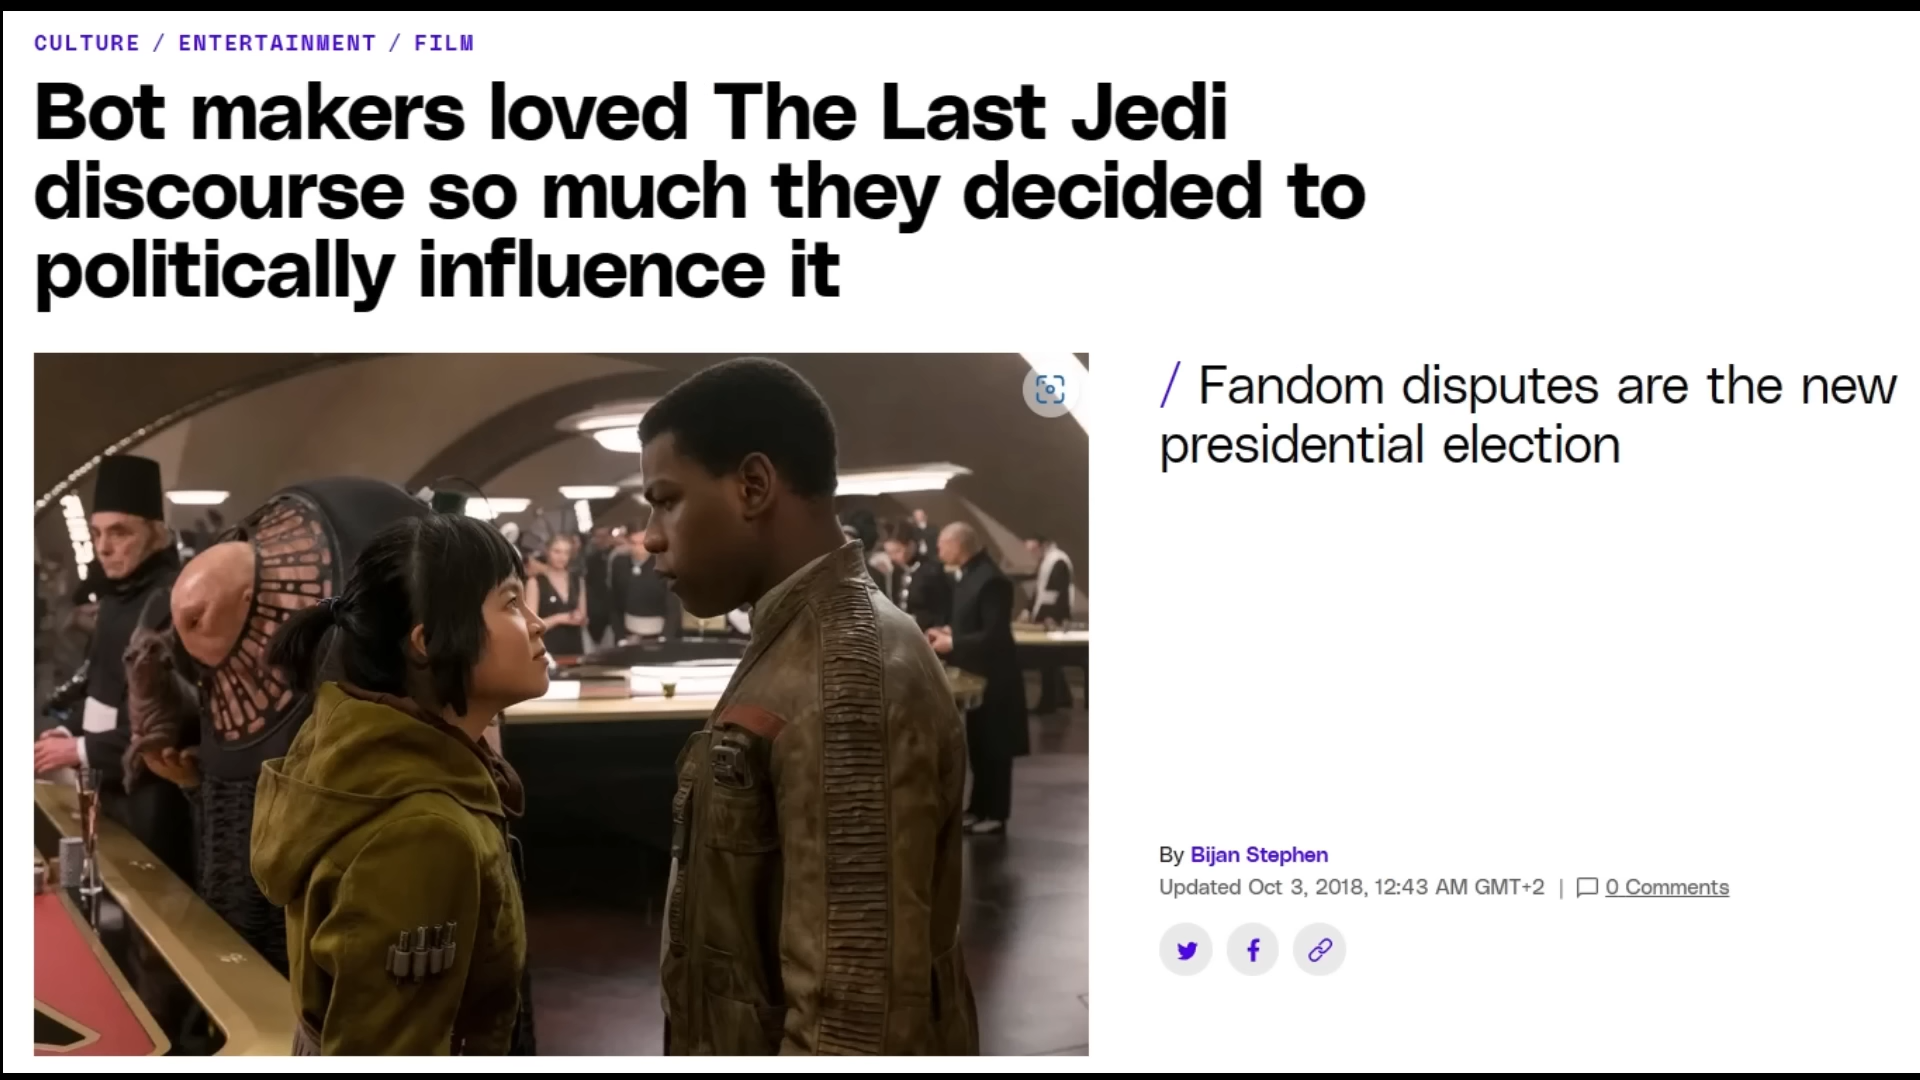 CULTURE / ENTERTAINMENT / FILM
Bot makers loved The Last Jedi
discourse so much they decided to
politically influence it
/ Fandom disputes are the new
presidential election
By Bijan Stephen
Updated Oct 3, 2018, 12:43 AM GMT+2 | 0 Comments